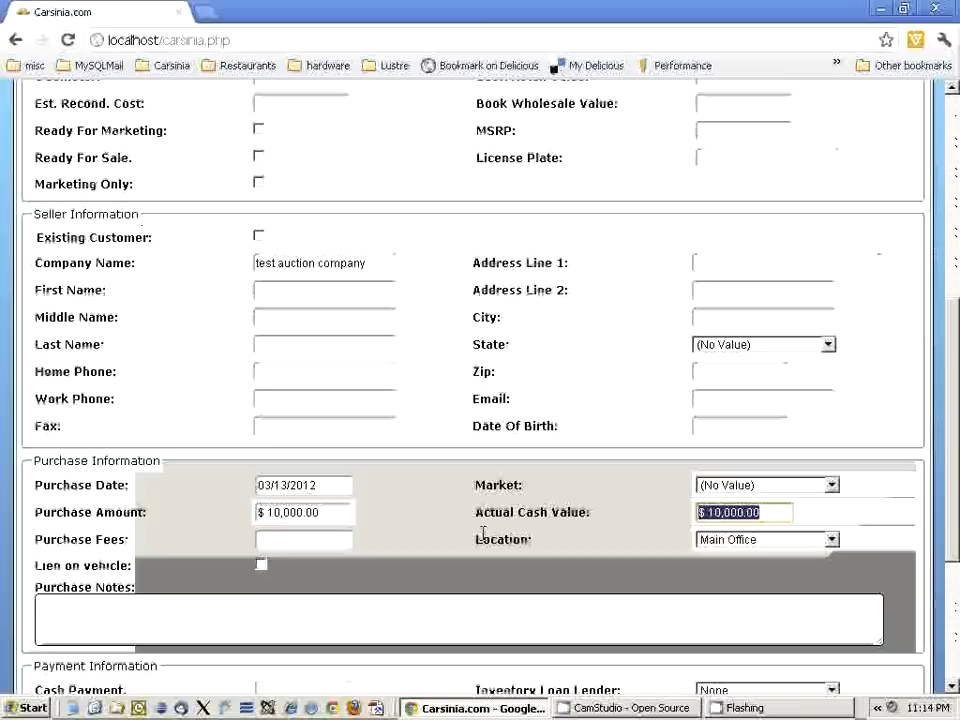 Carsinia.com
localhost/carsinia.php
misc MySQLMail Carsinia Restaurants hardware Lustre Bookmark on Delicious My Delicious Performance » Other bookmarks
Est. Recond. Cost: Book Wholesale Value:
Ready For Marketing: MSRP:
Ready For Sale. License Plate:
Marketing Only:
Seller Information
Existing Customer:
Company Name: test auction company Address Line 1:
First Name: Address Line 2:
Middle Name: City:
Last Name: State: (No Value)
Home Phone: Zip:
Work Phone: Email:
Fax: Date Of Birth:
Purchase Information
Purchase Date: 03/13/2012 Market: (No Value)
Purchase Amount: $ 10,000.00 Actual Cash Value: $ 10,000.00
Purchase Fees: Location: Main Office
Lien on vehicle:
Purchase Notes:
Payment Information
Cash Payment. Inventory Loan Lender: None
Start Carsinia.com - Google... CamStudio - Open Source Flashing « 11:14 PM